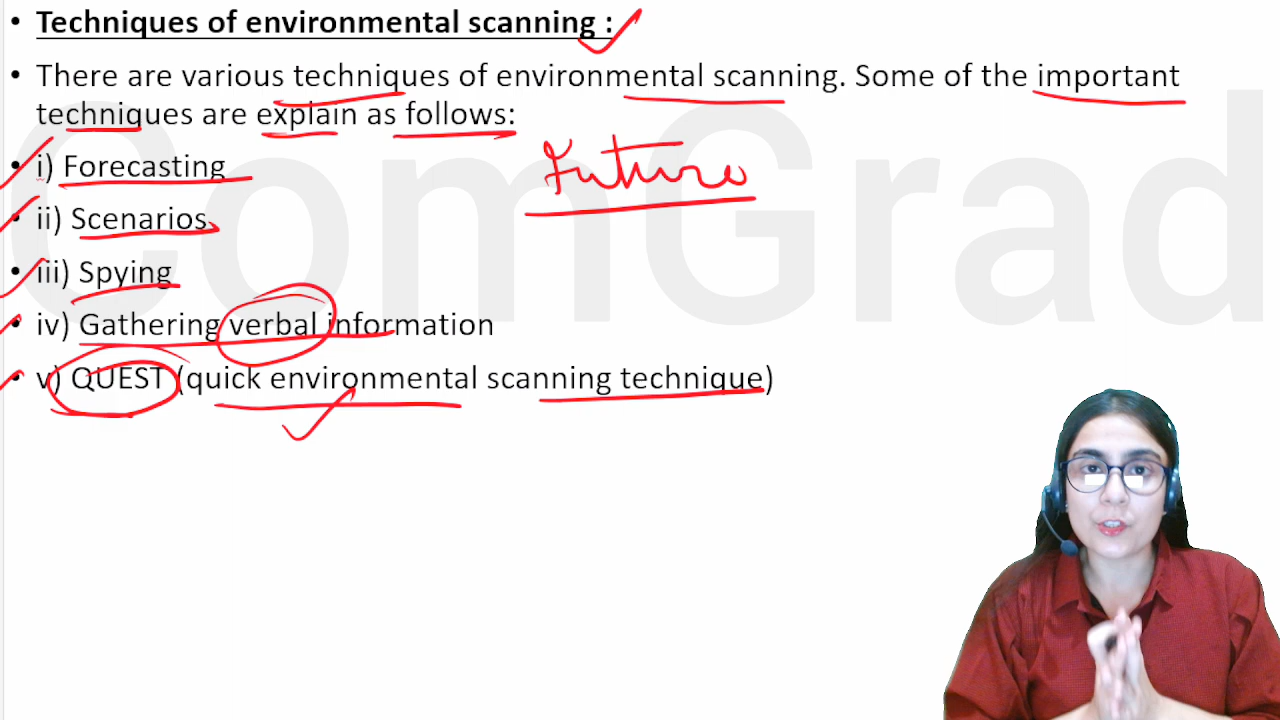 • Techniques of environmental scanning :
• There are various techniques of environmental scanning. Some of the important
techniques are explain as follows:
• i) Forecasting
Future
• ii) Scenarios
• iii) Spying
• iv) Gathering verbal information
• v) QUEST (quick environmental scanning technique)
ComGrad